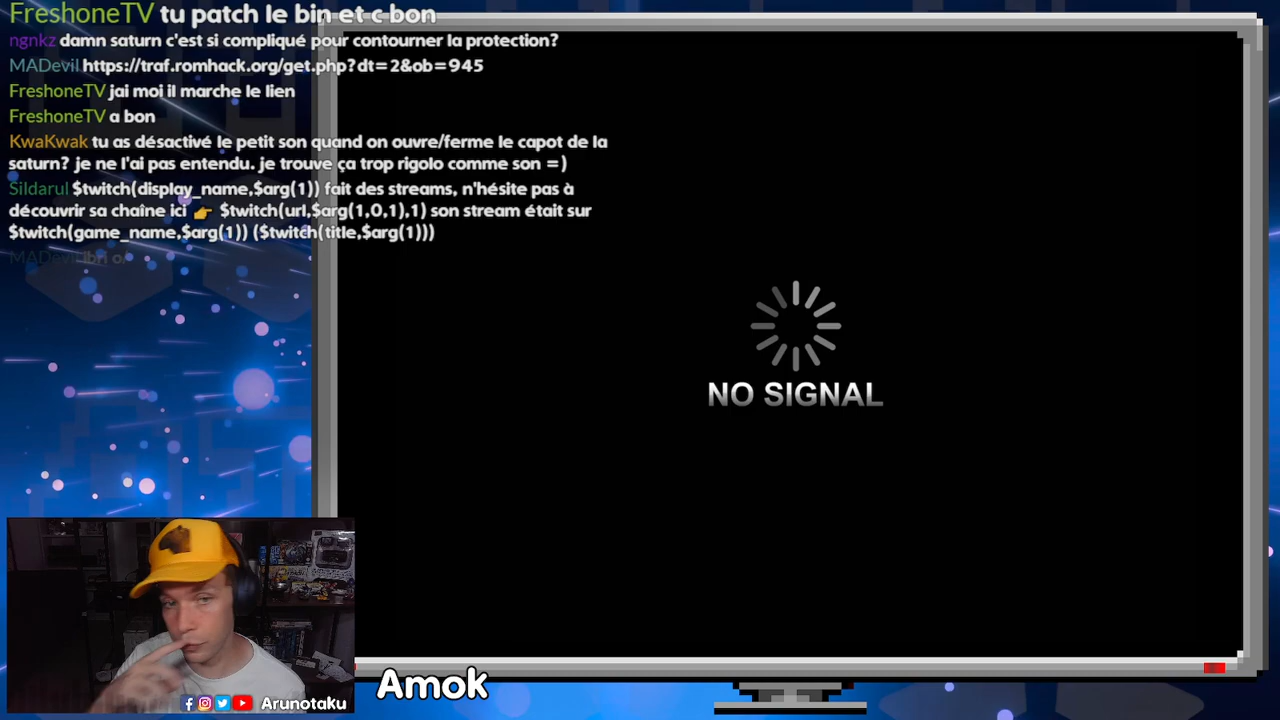 FreshoneTV tu patch le bin et c bon
ngnkz damn saturn c'est si compliqué pour contourner la protection?
MADevil https://traf.romhack.org/get.php?dt=2&ob=945
FreshoneTV jai moi il marche le lien
FreshoneTV a bon
KwaKwak tu as désactivé le petit son quand on ouvre/ferme le capot de la
saturn? je ne l'ai pas entendu. je trouve ça trop rigolo comme son =)
Sildarul $twitch(display_name,$arg(1)) fait des streams, n'hésite pas à
découvrir sa chaîne ici 👉 $twitch(url,$arg(1,0,1),1) son stream était sur
$twitch(game_name,$arg(1)) ($twitch(title,$arg(1)))
MADevil
NO SIGNAL
Amok
Arunotaku